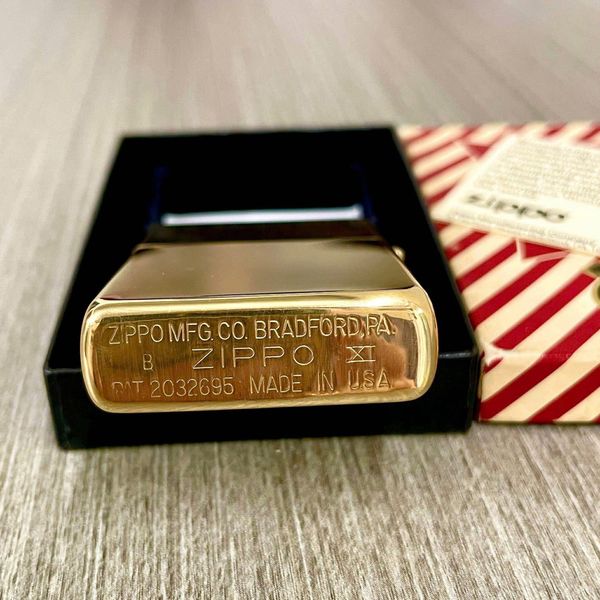 ZIPPO MFG. CO. BRADFORD, PA.
B ZIPPO XI
PAT. 2032695 MADE IN U.S.A.
zippo